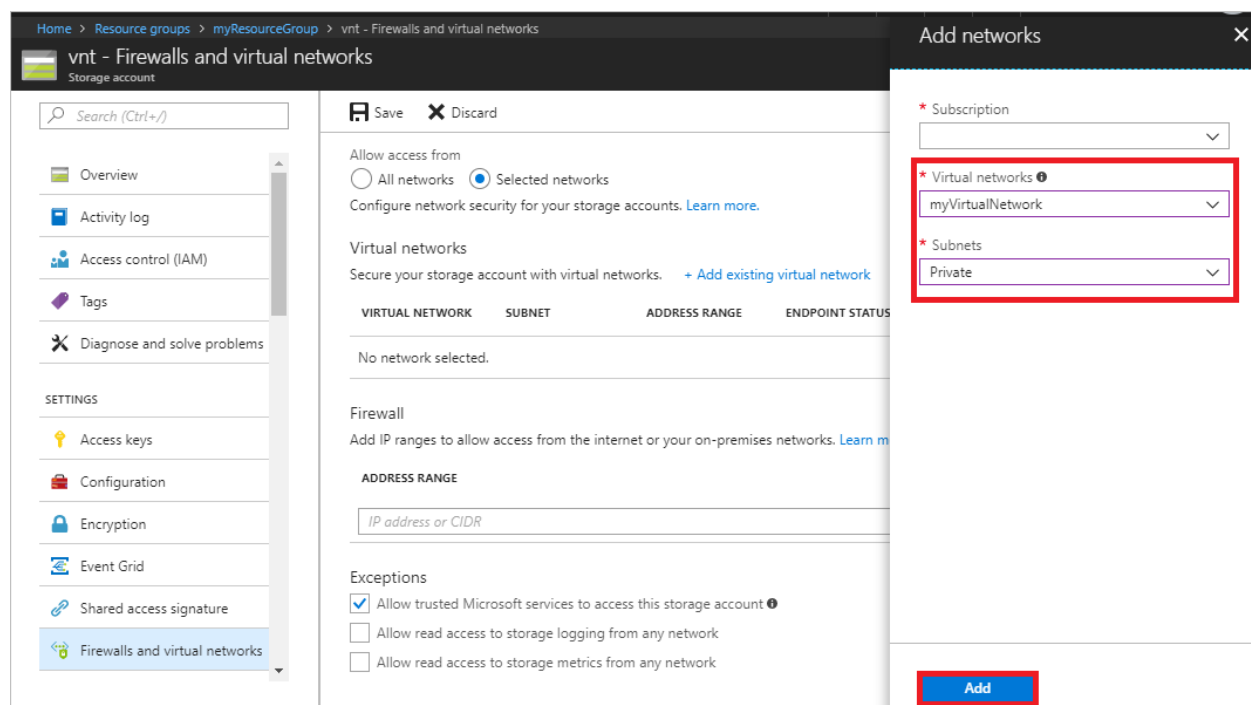 Home > Resource groups > myResourceGroup > vnt - Firewalls and virtual networks
vnt - Firewalls and virtual networks
Storage account
Search (Ctrl+/)
Overview
Activity log
Access control (IAM)
Tags
Diagnose and solve problems
SETTINGS
Access keys
Configuration
Encryption
Event Grid
Shared access signature
Firewalls and virtual networks
Save Discard
Allow access from
All networks Selected networks
Configure network security for your storage accounts. Learn more.
Virtual networks
Secure your storage account with virtual networks. + Add existing virtual network
VIRTUAL NETWORK SUBNET ADDRESS RANGE ENDPOINT STATUS
No network selected.
Firewall
Add IP ranges to allow access from the internet or your on-premises networks. Learn m
ADDRESS RANGE
IP address or CIDR
Exceptions
Allow trusted Microsoft services to access this storage account
Allow read access to storage logging from any network
Allow read access to storage metrics from any network
Add networks
* Subscription
* Virtual networks
myVirtualNetwork
* Subnets
Private
Add